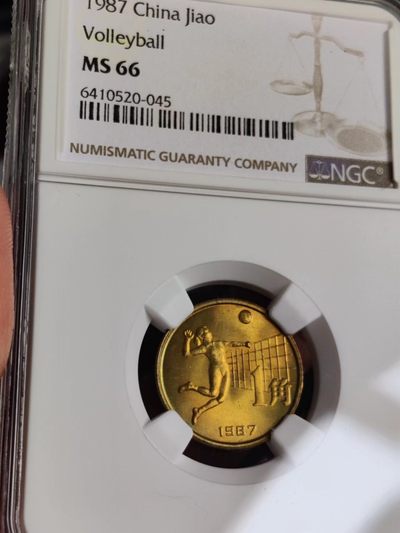 1987 China Jiao
Volleyball
MS 66
6410520-045
NUMISMATIC GUARANTY COMPANY
NGC®
1角
1987